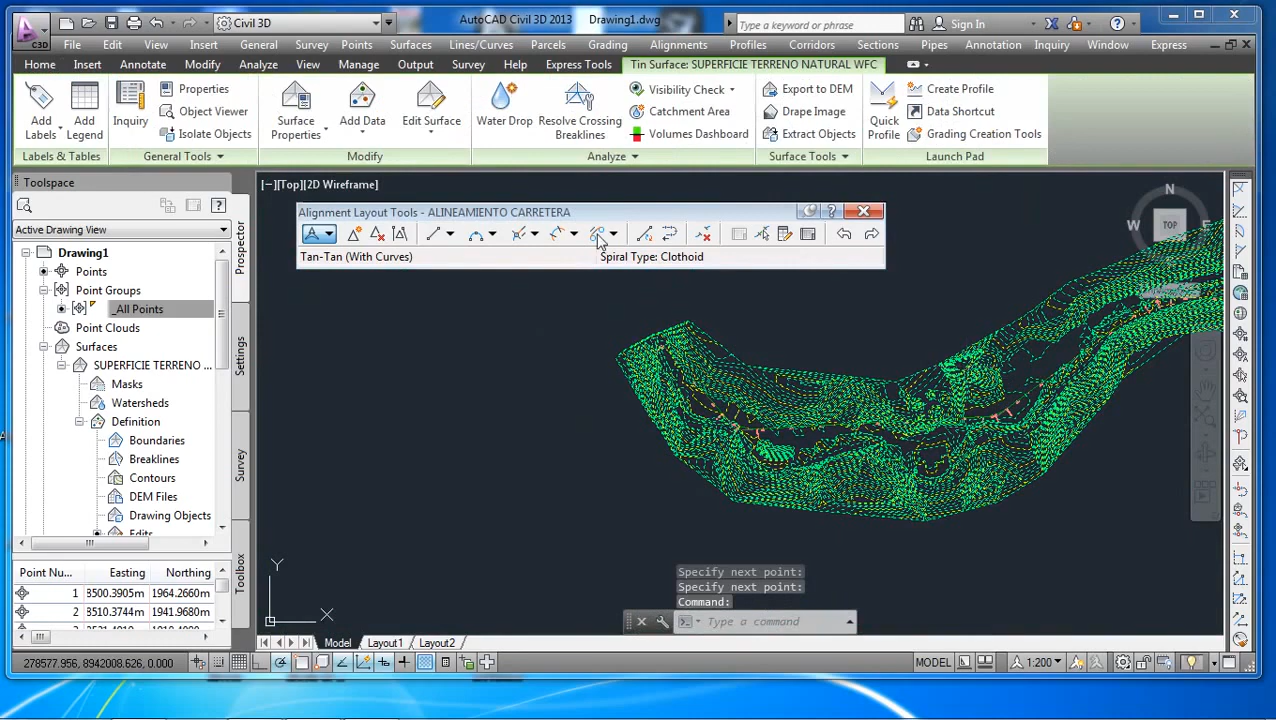 AutoCAD Civil 3D 2013 Drawing1.dwg
Civil 3D
Type a keyword or phrase
Sign In
C3D
File Edit View Insert General Survey Points Surfaces Lines/Curves Parcels Grading Alignments Profiles Corridors Sections Pipes Annotation Inquiry Window Express
Home Insert Annotate Modify Analyze View Manage Output Survey Help Express Tools Tin Surface: SUPERFICIE TERRENO NATURAL WFC
Add Labels
Add Legend
Labels & Tables
Inquiry
Properties
Object Viewer
Isolate Objects
General Tools
Surface Properties
Add Data
Edit Surface
Modify
Water Drop
Resolve Crossing Breaklines
Visibility Check
Catchment Area
Volumes Dashboard
Analyze
Export to DEM
Drape Image
Extract Objects
Surface Tools
Quick Profile
Create Profile
Data Shortcut
Grading Creation Tools
Launch Pad
Toolspace
Active Drawing View
Drawing1
Points
Point Groups
_All Points
Point Clouds
Surfaces
SUPERFICIE TERRENO ...
Masks
Watersheds
Definition
Boundaries
Breaklines
Contours
DEM Files
Drawing Objects
Edits
Prospector
Settings
Survey
Toolbox
Point Nu... Easting Northing
1 3500.3905m 1964.2660m
2 3510.3744m 1941.9680m
[−][Top][2D Wireframe]
Alignment Layout Tools - ALINEAMIENTO CARRETERA
Tan-Tan (With Curves) Spiral Type: Clothoid
N
W
TOP
Y
X
Specify next point:
Specify next point:
Command:
Type a command
Model Layout1 Layout2
278577.956, 8942008.626, 0.000
MODEL
1:200